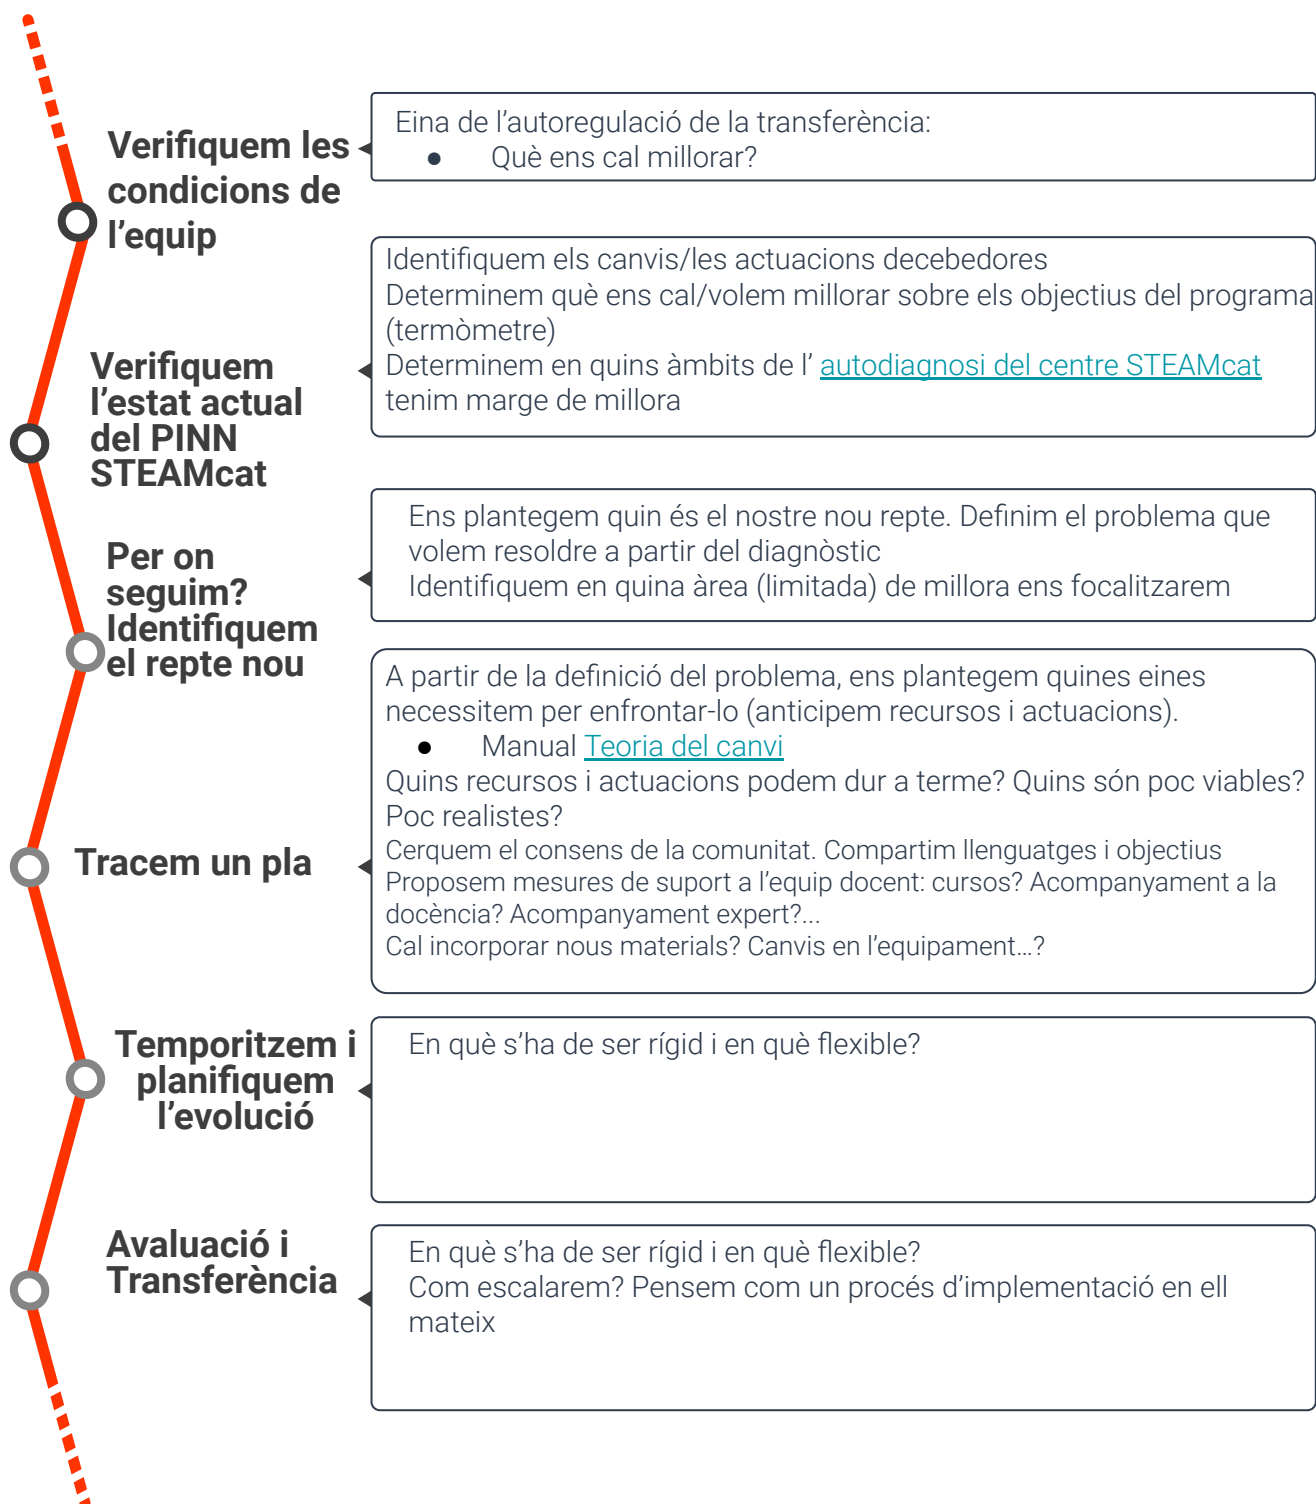 Verifiquem les
condicions de
l’equip
Eina de l’autoregulació de la transferència:
● Què ens cal millorar?
Verifiquem
l’estat actual
del PINN
STEAMcat
Identifiquem els canvis/les actuacions decebedores
Determinem què ens cal/volem millorar sobre els objectius del programa
(termòmetre)
Determinem en quins àmbits de l’ autodiagnosi del centre STEAMcat
tenim marge de millora
Per on
seguim?
Identifiquem
el repte nou
Ens plantegem quin és el nostre nou repte. Definim el problema que
volem resoldre a partir del diagnòstic
Identifiquem en quina àrea (limitada) de millora ens focalitzarem
Tracem un pla
A partir de la definició del problema, ens plantegem quines eines
necessitem per enfrontar-lo (anticipem recursos i actuacions).
● Manual Teoria del canvi
Quins recursos i actuacions podem dur a terme? Quins són poc viables?
Poc realistes?
Cerquem el consens de la comunitat. Compartim llenguatges i objectius
Proposem mesures de suport a l’equip docent: cursos? Acompanyament a la
docència? Acompanyament expert?...
Cal incorporar nous materials? Canvis en l’equipament…?
Temporitzem i
planifiquem
l’evolució
En què s’ha de ser rígid i en què flexible?
Avaluació i
Transferència
En què s’ha de ser rígid i en què flexible?
Com escalarem? Pensem com un procés d’implementació en ell
mateix